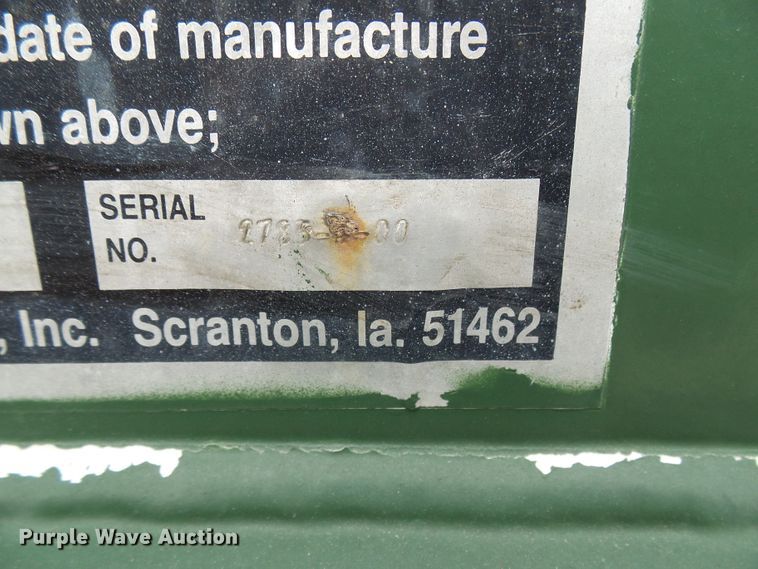 date of manufacture
wn above;
SERIAL
NO.
, Inc. Scranton, Ia. 51462
Purple Wave Auction